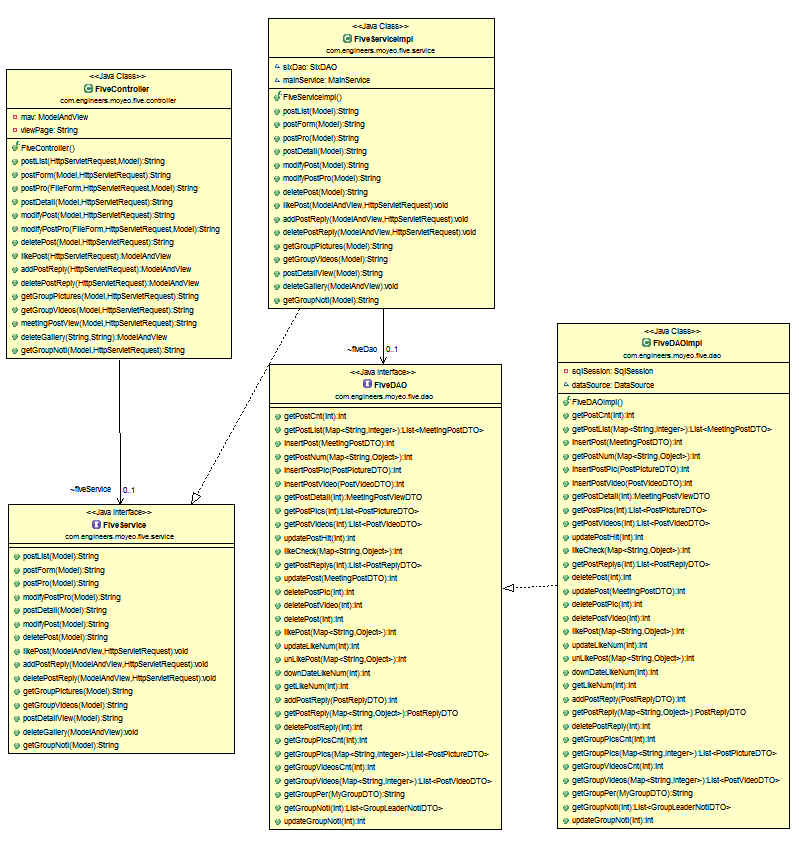 <<Java Class>>
FiveController
com.engineers.moyeo.five.controller
mav: ModelAndView
viewPage: String
FiveController()
postList(HttpServletRequest,Model):String
postForm(Model,HttpServletRequest):String
postPro(FileForm,HttpServletRequest,Model):String
postDetail(Model,HttpServletRequest):String
modifyPost(Model,HttpServletRequest):String
modifyPostPro(FileForm,HttpServletRequest,Model):String
deletePost(Model,HttpServletRequest):String
likePost(HttpServletRequest):ModelAndView
addPostReply(HttpServletRequest):ModelAndView
deletePostReply(HttpServletRequest):ModelAndView
getGroupPictures(Model,HttpServletRequest):String
getGroupVideos(Model,HttpServletRequest):String
meetingPostView(Model,HttpServletRequest):String
deleteGallery(String,String):ModelAndView
getGroupNoti(Model,HttpServletRequest):String
<<Java Class>>
FiveServiceImpl
com.engineers.moyeo.five.service
sixDao: SixDAO
mainService: MainService
FiveServiceImpl()
postList(Model):String
postForm(Model):String
postPro(Model):String
postDetail(Model):String
modifyPost(Model):String
modifyPostPro(Model):String
deletePost(Model):String
likePost(ModelAndView,HttpServletRequest):void
addPostReply(ModelAndView,HttpServletRequest):void
deletePostReply(ModelAndView,HttpServletRequest):void
getGroupPictures(Model):String
getGroupVideos(Model):String
postDetailView(Model):String
deleteGallery(ModelAndView):void
getGroupNoti(Model):String
~fiveDao 0..1
~fiveService 0..1
<<Java Interface>>
FiveService
com.engineers.moyeo.five.service
postList(Model):String
postForm(Model):String
postPro(Model):String
modifyPostPro(Model):String
postDetail(Model):String
modifyPost(Model):String
deletePost(Model):String
likePost(ModelAndView,HttpServletRequest):void
addPostReply(ModelAndView,HttpServletRequest):void
deletePostReply(ModelAndView,HttpServletRequest):void
getGroupPictures(Model):String
getGroupVideos(Model):String
postDetailView(Model):String
deleteGallery(ModelAndView):void
getGroupNoti(Model):String
<<Java Interface>>
FiveDAO
com.engineers.moyeo.five.dao
getPostCnt(int):int
getPostList(Map<String,Integer>):List<MeetingPostDTO>
insertPost(MeetingPostDTO):int
getPostNum(Map<String,Object>):int
insertPostPic(PostPictureDTO):int
insertPostVideo(PostVideoDTO):int
getPostDetail(int):MeetingPostViewDTO
getPostPics(int):List<PostPictureDTO>
getPostVideos(int):List<PostVideoDTO>
updatePostHit(int):int
likeCheck(Map<String,Object>):int
getPostReplys(int):List<PostReplyDTO>
updatePost(MeetingPostDTO):int
deletePostPic(int):int
deletePostVideo(int):int
deletePost(int):int
likePost(Map<String,Object>):int
updateLikeNum(int):int
unLikePost(Map<String,Object>):int
downDateLikeNum(int):int
getLikeNum(int):int
addPostReply(PostReplyDTO):int
getPostReply(Map<String,Object>):PostReplyDTO
deletePostReply(int):int
getGroupPicsCnt(int):int
getGroupPics(Map<String,Integer>):List<PostPictureDTO>
getGroupVideosCnt(int):int
getGroupVideos(Map<String,Integer>):List<PostVideoDTO>
getGroupPer(MyGroupDTO):String
getGroupNoti(int):List<GroupLeaderNotiDTO>
updateGroupNoti(int):int
<<Java Class>>
FiveDAOImpl
com.engineers.moyeo.five.dao
sqlSession: SqlSession
dataSource: DataSource
FiveDAOImpl()
getPostCnt(int):int
getPostList(Map<String,Integer>):List<MeetingPostDTO>
insertPost(MeetingPostDTO):int
getPostNum(Map<String,Object>):int
insertPostPic(PostPictureDTO):int
insertPostVideo(PostVideoDTO):int
getPostDetail(int):MeetingPostViewDTO
getPostPics(int):List<PostPictureDTO>
getPostVideos(int):List<PostVideoDTO>
updatePostHit(int):int
likeCheck(Map<String,Object>):int
getPostReplys(int):List<PostReplyDTO>
deletePost(int):int
updatePost(MeetingPostDTO):int
deletePostPic(int):int
deletePostVideo(int):int
likePost(Map<String,Object>):int
updateLikeNum(int):int
unLikePost(Map<String,Object>):int
downDateLikeNum(int):int
getLikeNum(int):int
addPostReply(PostReplyDTO):int
getPostReply(Map<String,Object>):PostReplyDTO
deletePostReply(int):int
getGroupPicsCnt(int):int
getGroupPics(Map<String,Integer>):List<PostPictureDTO>
getGroupVideosCnt(int):int
getGroupVideos(Map<String,Integer>):List<PostVideoDTO>
getGroupPer(MyGroupDTO):String
getGroupNoti(int):List<GroupLeaderNotiDTO>
updateGroupNoti(int):int